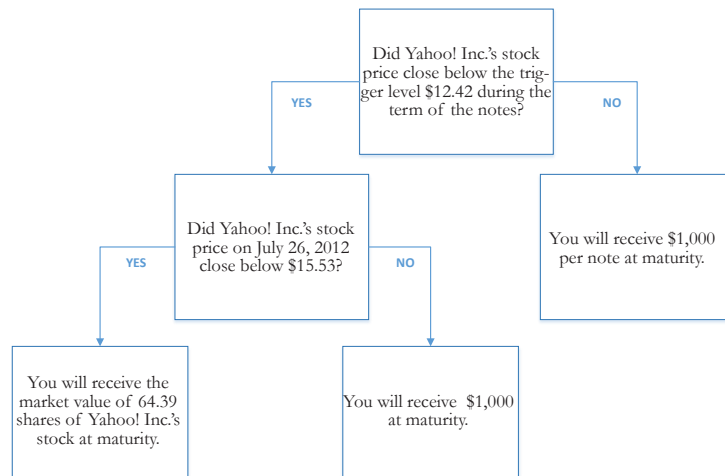 Did Yahoo! Inc.'s stock
price close below the trig-
ger level $12.42 during the
term of the notes?
YES
NO
Did Yahoo! Inc.'s stock
price on July 26, 2012
close below $15.53?
You will receive $1,000
per note at maturity.
YES
NO
You will receive the
market value of 64.39
shares of Yahoo! Inc.'s
stock at maturity.
You will receive $1,000
at maturity.